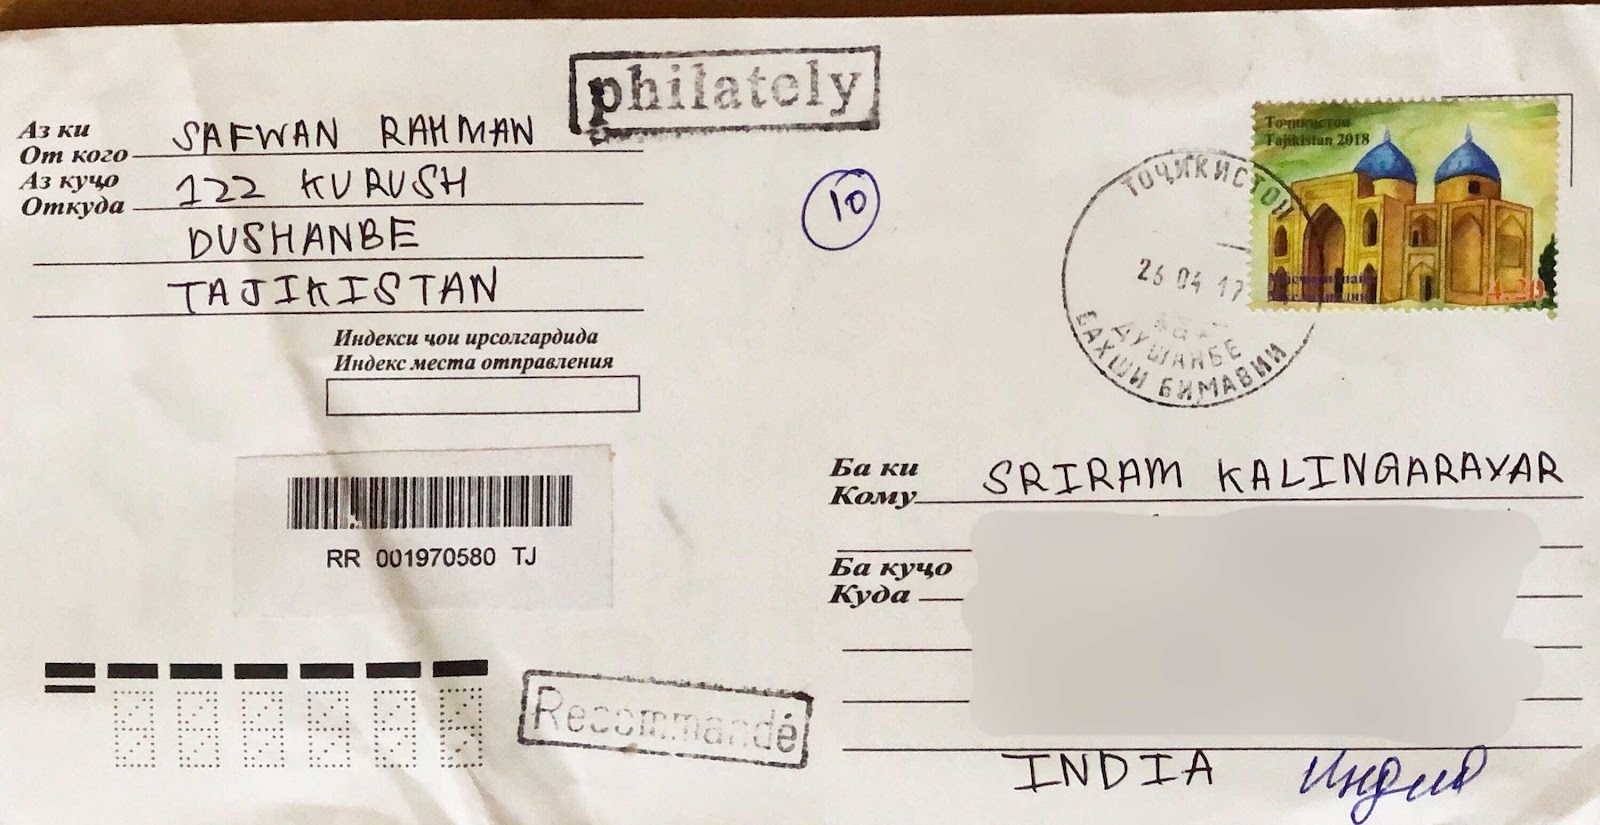 philately
Аз ки
От кого
SAFWAN RAHMAN
Аз куҷо
Откуда
122 KURUSH
DUSHANBE
TAJIKISTAN
Индекси ҷои ирсолгардида
Индекс места отправления
10
Тоҷикистон
Tajikistan 2018
4.20
ТОҶИКИСТОН
26 04 17
ДУШАНБЕ
БАХШИ БИМАВИИ
RR 001970580 TJ
Recommandé
Ба ки
Кому
SRIRAM KALINGARAYAR
Ба куҷо
Куда
INDIA Индия